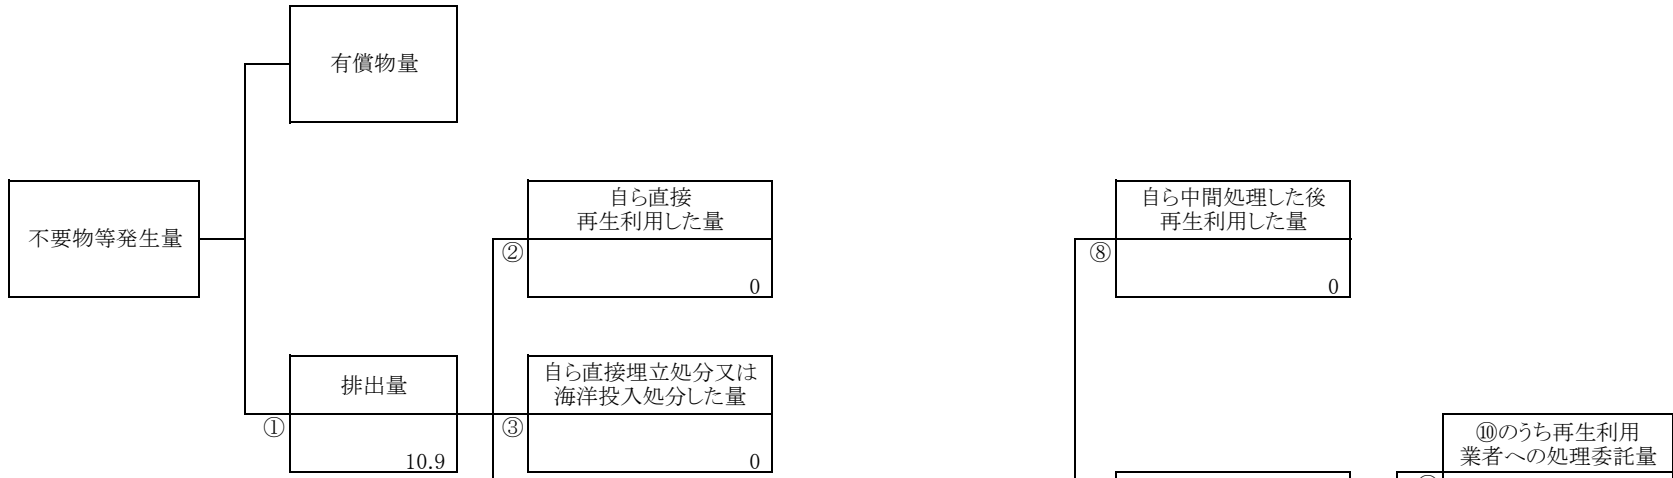 有償物量
不要物等発生量
自ら直接
再生利用した量
②
0
自ら中間処理した後
再生利用した量
⑧
0
排出量
①
10.9
自ら直接埋立処分又は
海洋投入処分した量
③
0
⑩のうち再生利用
業者への処理委託量